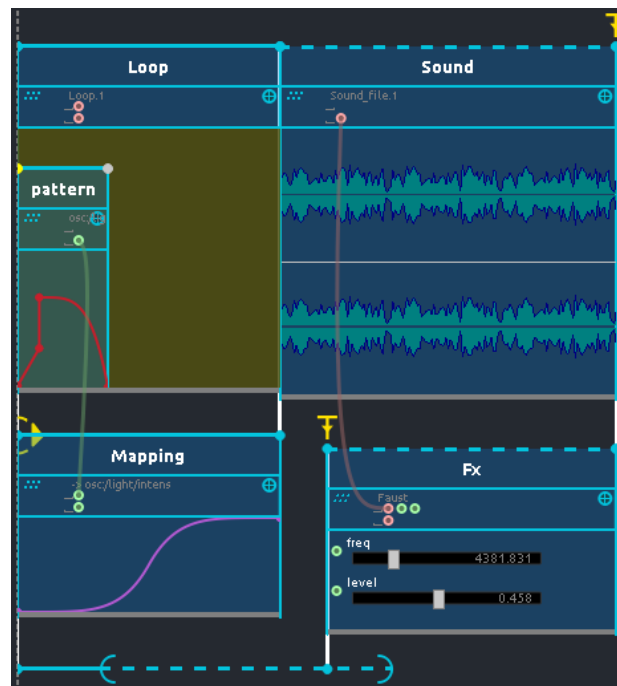 Loop
Sound
Loop.1
Sound_file.1
pattern
Mapping
-> osc:/light/intens
Fx
Faust
freq
4381.831
level
0.458